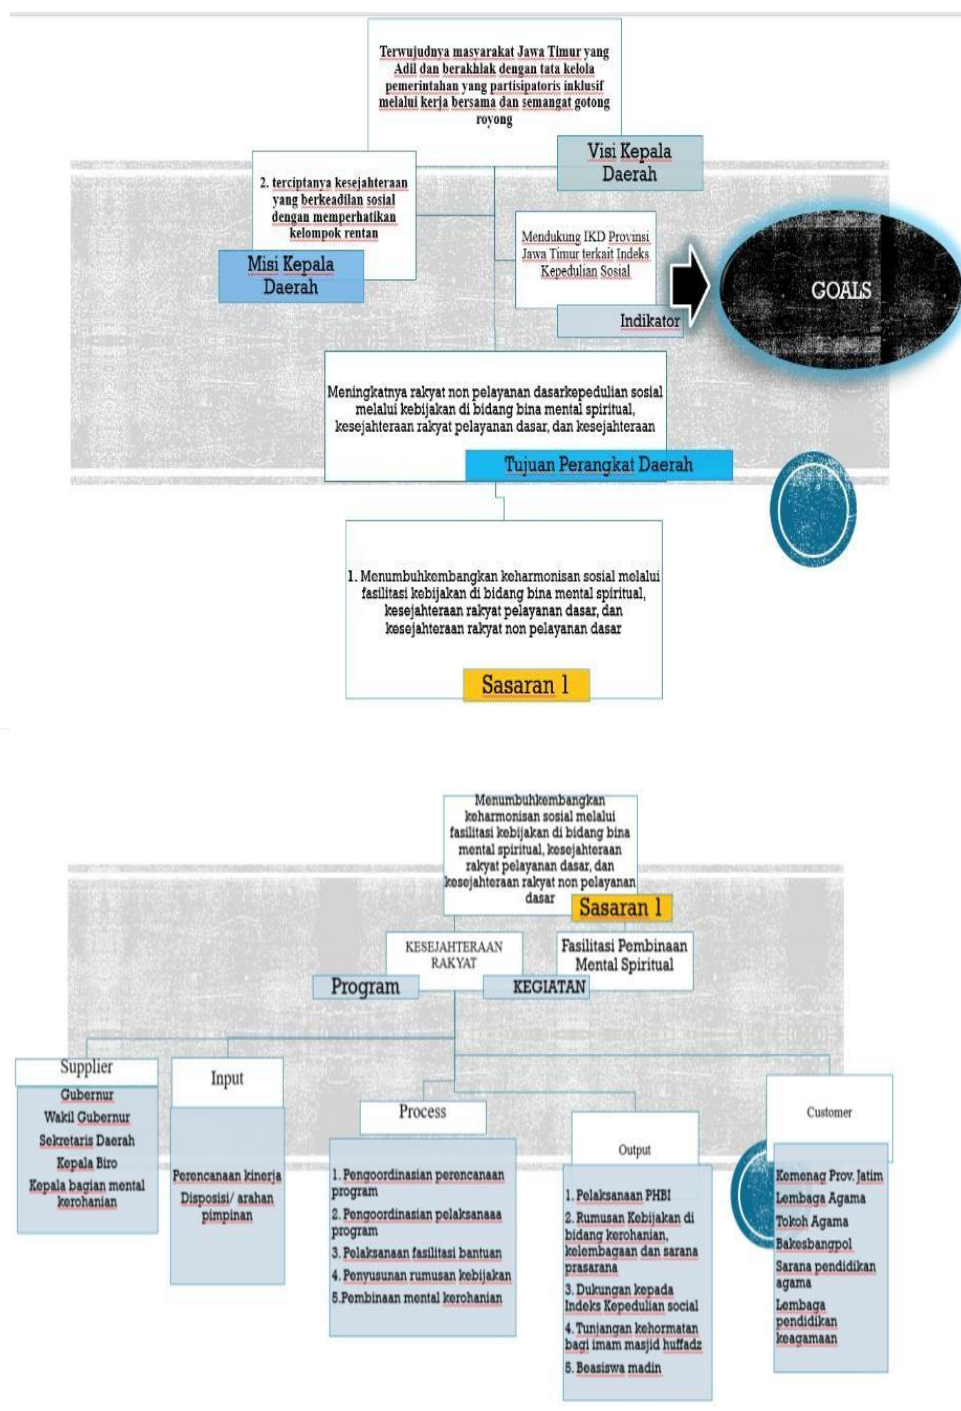 Terwujudnya masyarakat Jawa Timur yang
Adil dan berakhlak dengan tata kelola
pemerintahan yang partisipatoris inklusif
melalui kerja bersama dan semangat gotong
royong
Visi Kepala
Daerah
2. terciptanya kesejahteraan
yang berkeadilan sosial
dengan memperhatikan
kelompok rentan
Misi Kepala
Daerah
Mendukung IKD Provinsi
Jawa Timur terkait Indeks
Kepedulian Sosial
Indikator
GOALS
Meningkatnya rakyat non pelayanan dasarkepedulian sosial
melalui kebijakan di bidang bina mental spiritual,
kesejahteraan rakyat pelayanan dasar, dan kesejahteraan
Tujuan Perangkat Daerah
1. Menumbuhkembangkan keharmonisan sosial melalui
fasilitasi kebijakan di bidang bina mental spiritual,
kesejahteraan rakyat pelayanan dasar, dan
kesejahteraan rakyat non pelayanan dasar
Sasaran 1
Menumbuhkembangkan
keharmonisan sosial melalui
fasilitasi kebijakan di bidang bina
mental spiritual, kesejahteraan
rakyat pelayanan dasar, dan
kesejahteraan rakyat non pelayanan
dasar
Sasaran 1
KESEJAHTERAAN
RAKYAT
Program
Fasilitasi Pembinaan
Mental Spiritual
KEGIATAN
Supplier
Gubernur
Wakil Gubernur
Sekretaris Daerah
Kepala Biro
Kepala bagian mental
kerohanian
Input
Perencanaan kinerja
Disposisi/ arahan
pimpinan
Process
1. Pengoordinasian perencanaan
program
2. Pengoordinasian pelaksanaaa
program
3. Pelaksanaan fasilitasi bantuan
4. Penyusunan rumusan kebijakan
5.Pembinaan mental kerohanian
Output
1. Pelaksanaan PHBI
2. Rumusan Kebijakan di
bidang kerohanian,
kelembagaan dan sarana
prasarana
3. Dukungan kepada
Indeks Kepedulian social
4. Tunjangan kehormatan
bagi imam masjid huffadz
5. Beasiswa madin
Customer
Kemenag Prov. Jatim
Lembaga Agama
Tokoh Agama
Bakesbangpol
Sarana pendidikan
agama
Lembaga
pendidikan
keagamaan